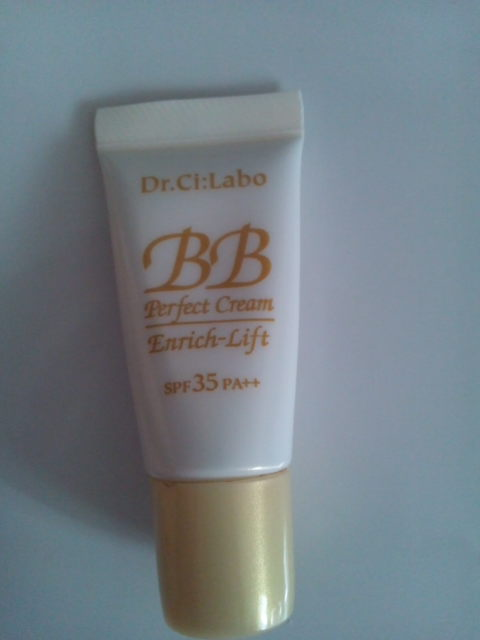 Dr.Ci:Labo
BB
Perfect Cream
Enrich-Lift
SPF35 PA++